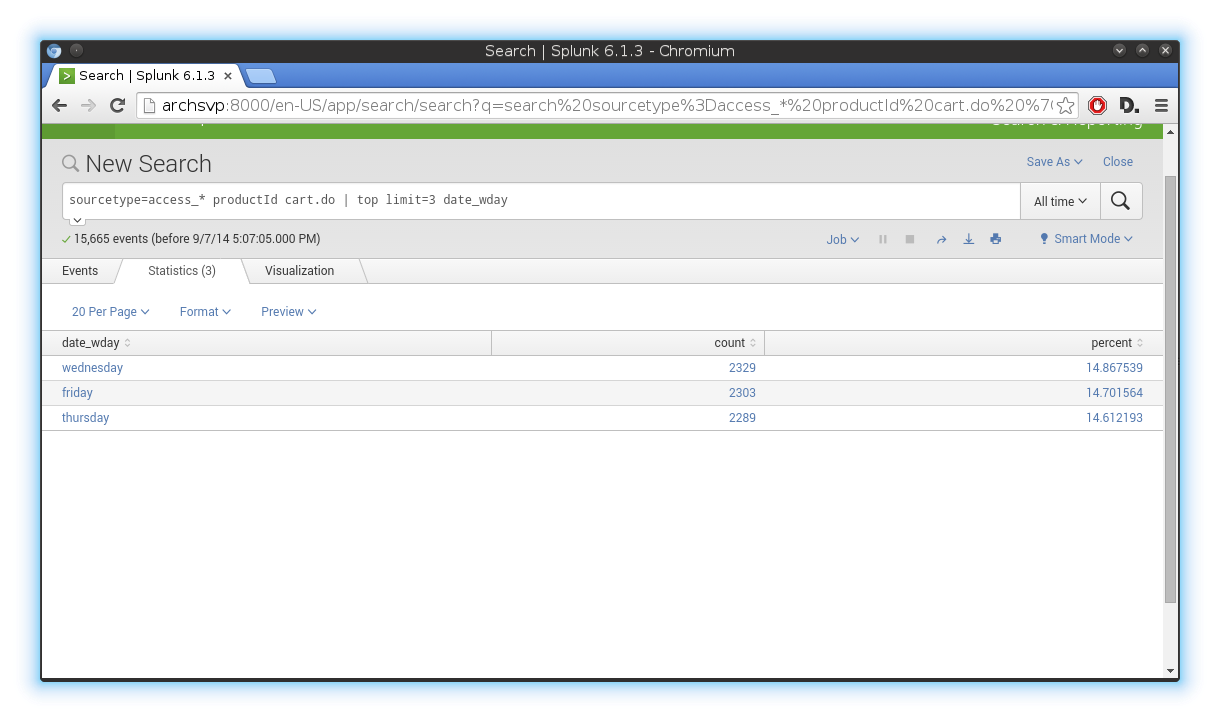 Search | Splunk 6.1.3 - Chromium
Search | Splunk 6.1.3 ×
archsvp:8000/en-US/app/search/search?q=search%20sourcetype%3Daccess_*%20productId%20cart.do%20%7C
D.
Search & Reporting
New Search
Save As
Close
sourcetype=access_* productId cart.do | top limit=3 date_wday
All time
15,665 events (before 9/7/14 5:07:05.000 PM)
Job
Smart Mode
Events
Statistics (3)
Visualization
20 Per Page
Format
Preview
date_wday count percent
wednesday 2329 14.867539
friday 2303 14.701564
thursday 2289 14.612193